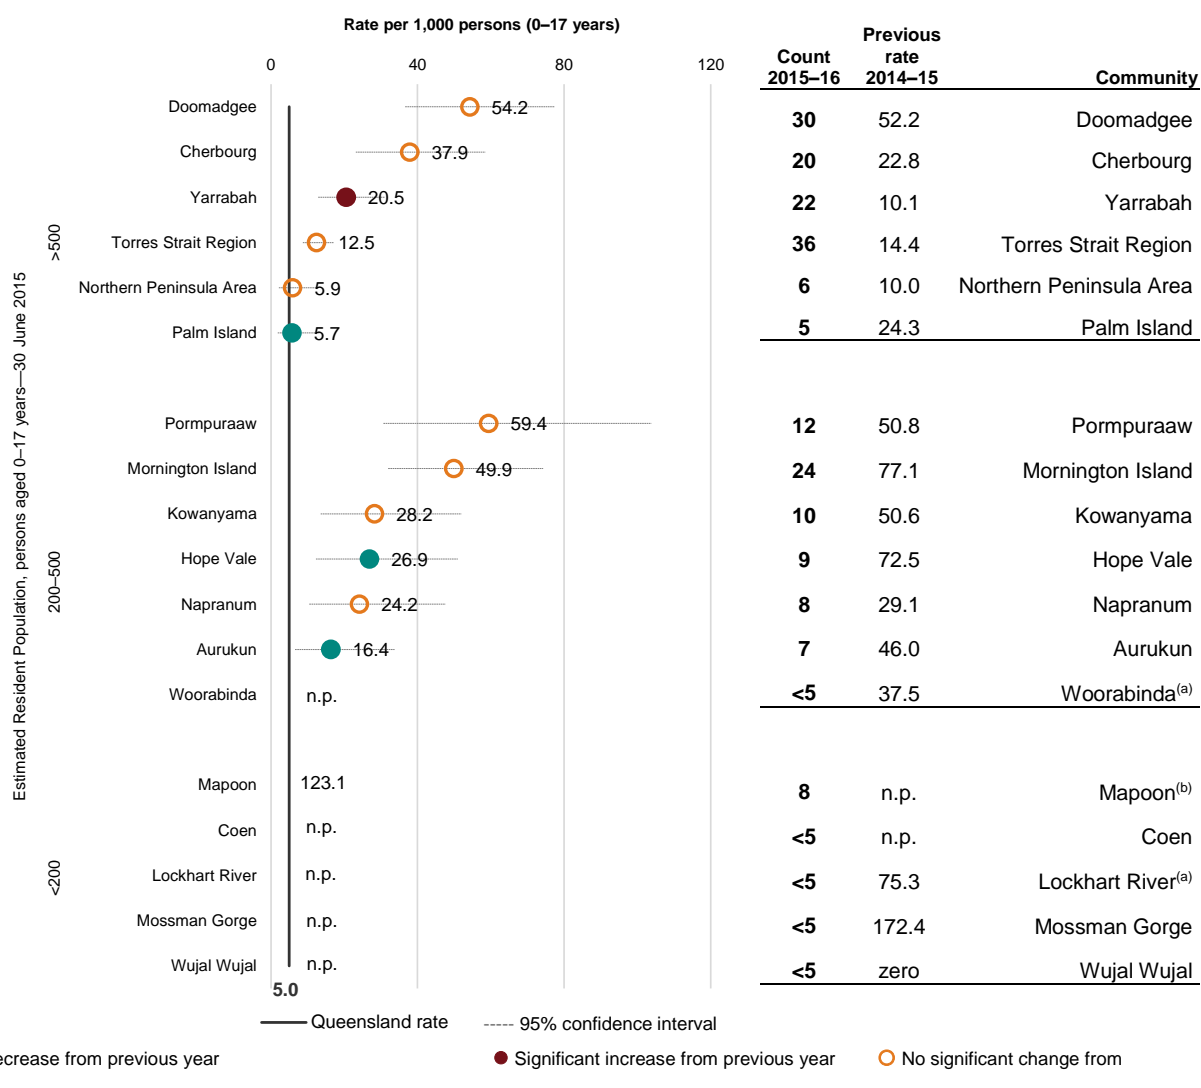 Rate per 1,000 persons (0–17 years)
0 40 80 120
Count 2015–16
Previous rate 2014–15
Community
Estimated Resident Population, persons aged 0–17 years—30 June 2015
>500
Doomadgee 54.2 30 52.2 Doomadgee
Cherbourg 37.9 20 22.8 Cherbourg
Yarrabah 20.5 22 10.1 Yarrabah
Torres Strait Region 12.5 36 14.4 Torres Strait Region
Northern Peninsula Area 5.9 6 10.0 Northern Peninsula Area
Palm Island 5.7 5 24.3 Palm Island
200–500
Pormpuraaw 59.4 12 50.8 Pormpuraaw
Mornington Island 49.9 24 77.1 Mornington Island
Kowanyama 28.2 10 50.6 Kowanyama
Hope Vale 26.9 9 72.5 Hope Vale
Napranum 24.2 8 29.1 Napranum
Aurukun 16.4 7 46.0 Aurukun
Woorabinda n.p. <5 37.5 Woorabinda(a)
<200
Mapoon 123.1 8 n.p. Mapoon(b)
Coen n.p. <5 n.p. Coen
Lockhart River n.p. <5 75.3 Lockhart River(a)
Mossman Gorge n.p. <5 172.4 Mossman Gorge
Wujal Wujal n.p. <5 zero Wujal Wujal
5.0
Queensland rate 95% confidence interval
ecrease from previous year Significant increase from previous year No significant change from